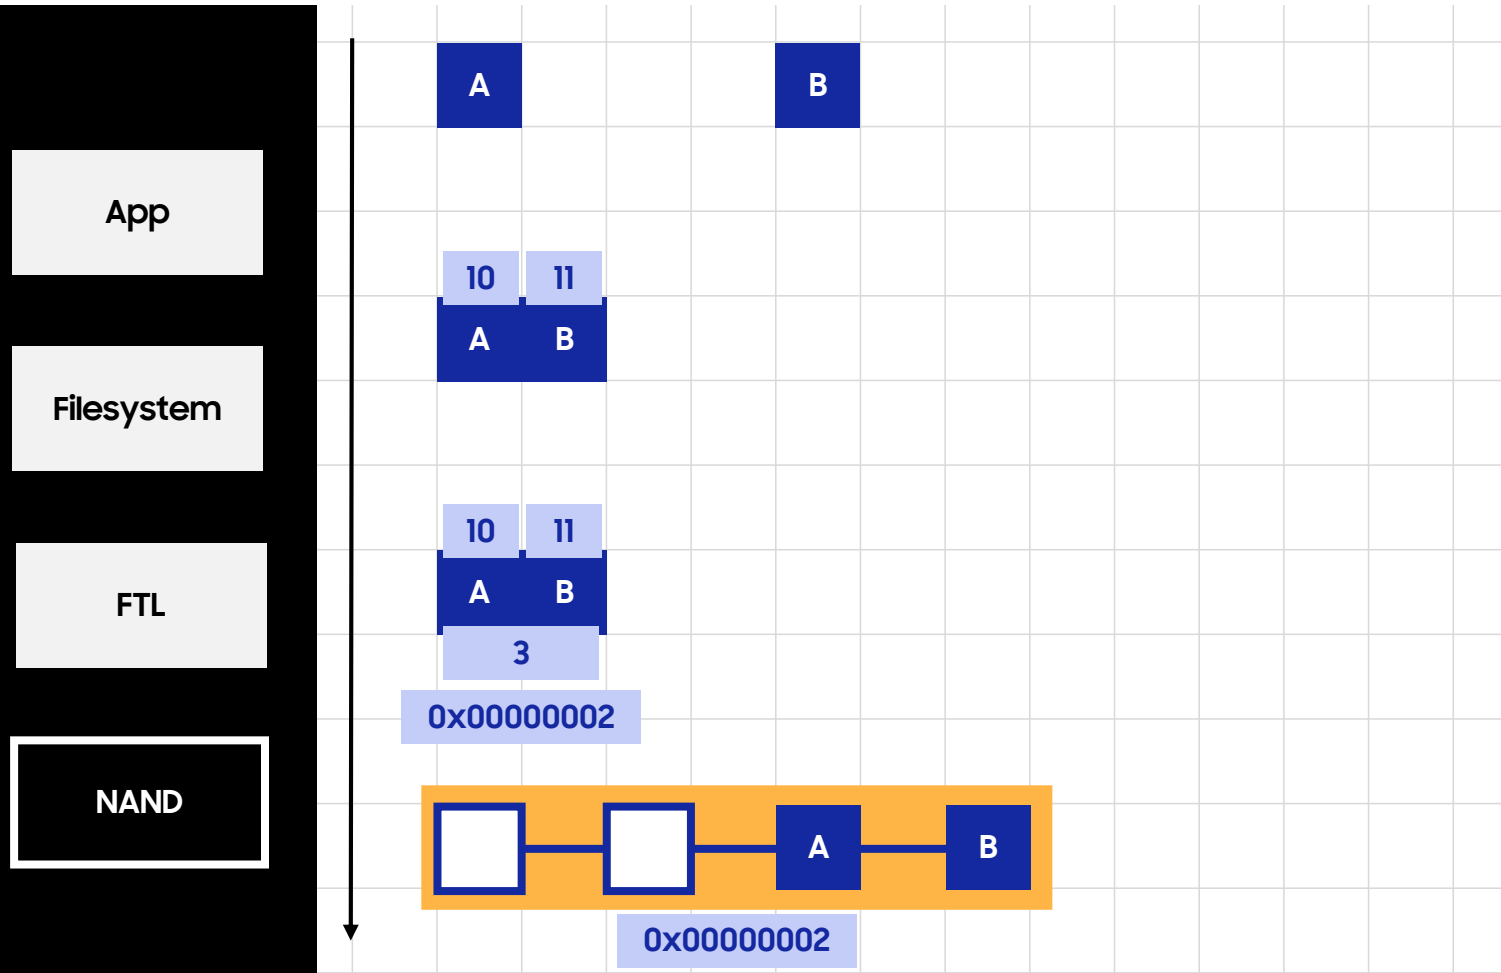 A B
App
10 11
A B
Filesystem
10 11
A B
FTL
3
0x00000002
NAND
A B
0x00000002